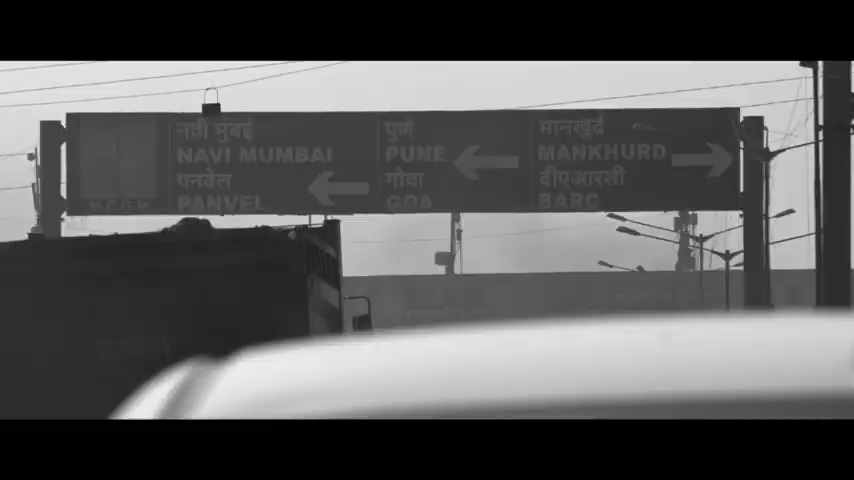 नवी मुंबई
NAVI MUMBAI
पनवेल
PANVEL
पुणे
PUNE
गोवा
GOA
मानखुर्द
MANKHURD
बीएआरसी
BARC